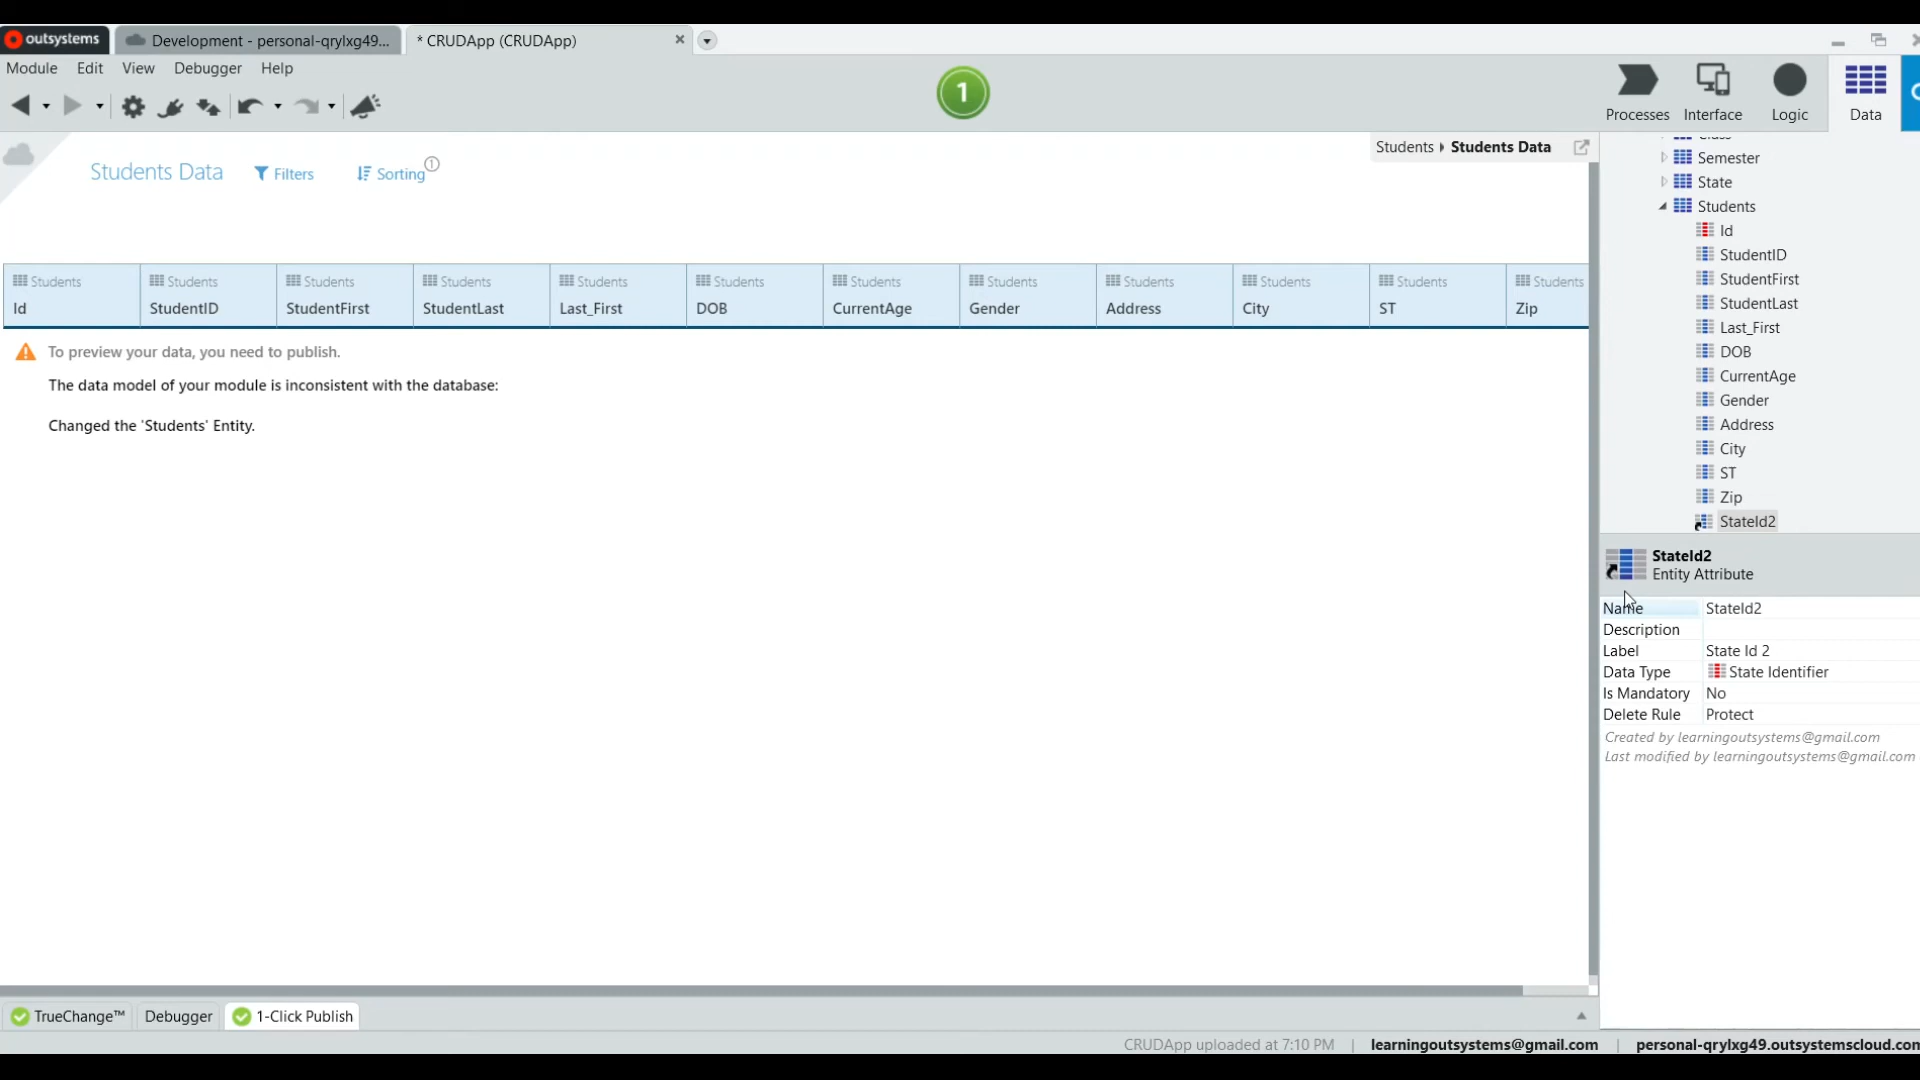 outsystems
Development - personal-qrylxg49...
* CRUDApp (CRUDApp)
Module Edit View Debugger Help
1
Processes Interface Logic Data
Students Data
Filters
Sorting 1
Students Students Data
Students Students Students Students Students Students Students Students Students Students Students Students
Id StudentID StudentFirst StudentLast Last_First DOB CurrentAge Gender Address City ST Zip
To preview your data, you need to publish.
The data model of your module is inconsistent with the database:
Changed the 'Students' Entity.
Semester
State
Students
Id
StudentID
StudentFirst
StudentLast
Last_First
DOB
CurrentAge
Gender
Address
City
ST
Zip
StateId2
StateId2
Entity Attribute
Name StateId2
Description
Label State Id 2
Data Type State Identifier
Is Mandatory No
Delete Rule Protect
Created by learningoutsystems@gmail.com
Last modified by learningoutsystems@gmail.com
TrueChange™ Debugger 1-Click Publish
CRUDApp uploaded at 7:10 PM | learningoutsystems@gmail.com | personal-qrylxg49.outsystemscloud.com